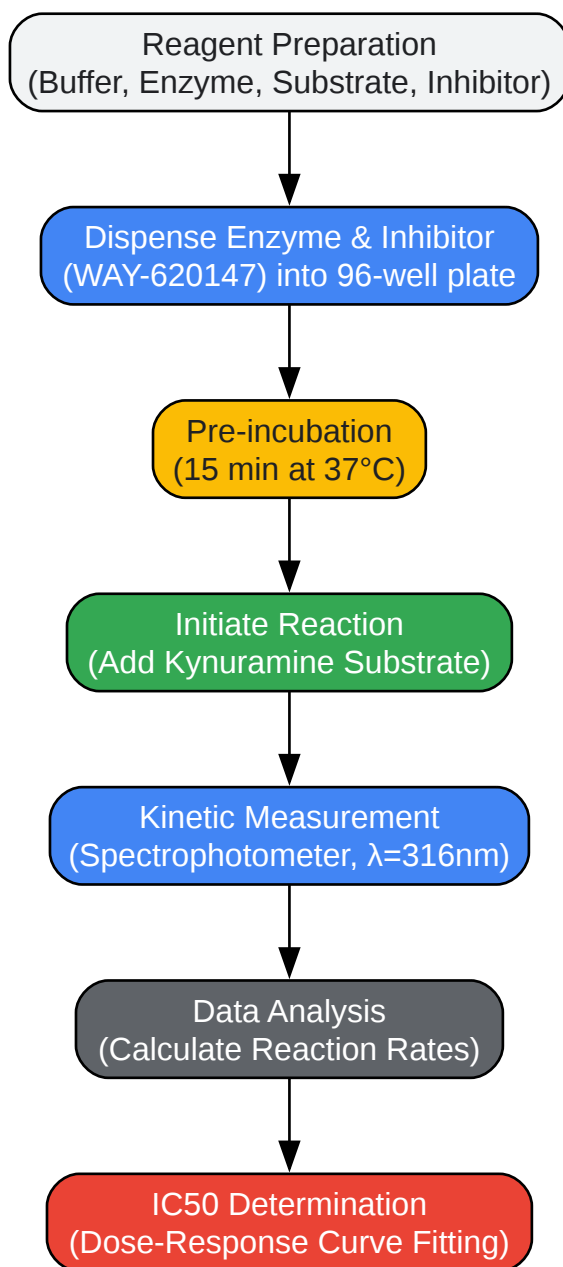 Reagent Preparation
(Buffer, Enzyme, Substrate, Inhibitor)
Dispense Enzyme & Inhibitor
(WAY-620147) into 96-well plate
Pre-incubation
(15 min at 37°C)
Initiate Reaction
(Add Kynuramine Substrate)
Kinetic Measurement
(Spectrophotometer, λ=316nm)
Data Analysis
(Calculate Reaction Rates)
IC50 Determination
(Dose-Response Curve Fitting)